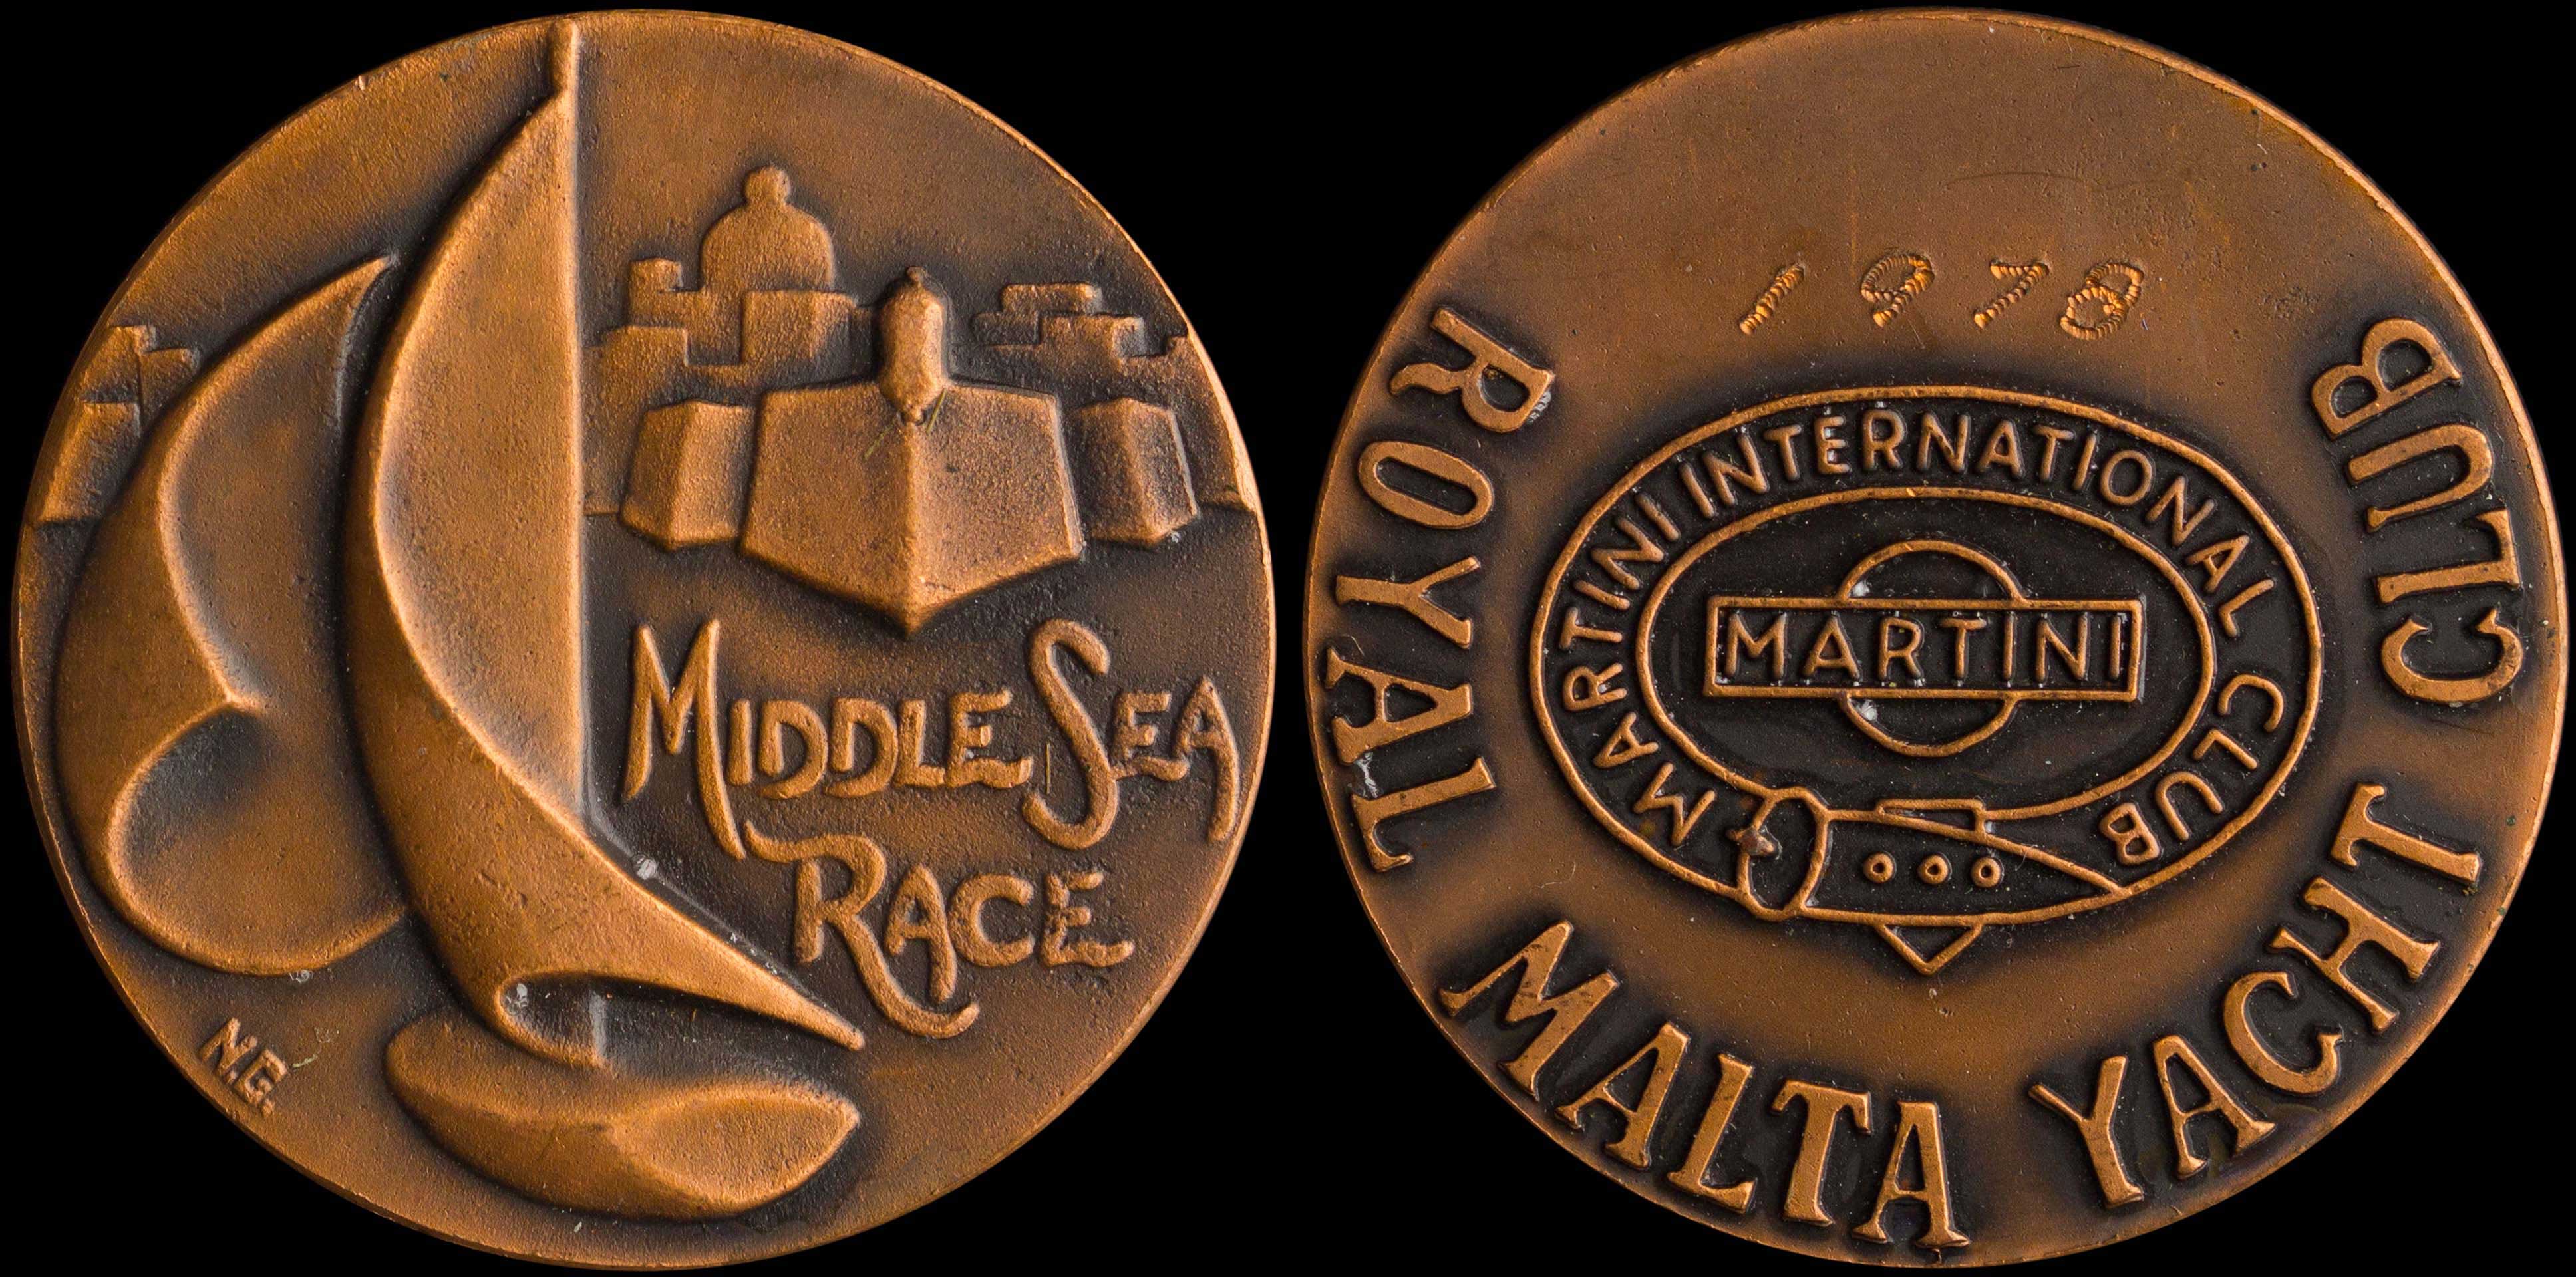 MIDDLE SEA
RACE
N.G.
1978
ROYAL MALTA YACHT CLUB
MARTINI INTERNATIONAL CLUB
MARTINI